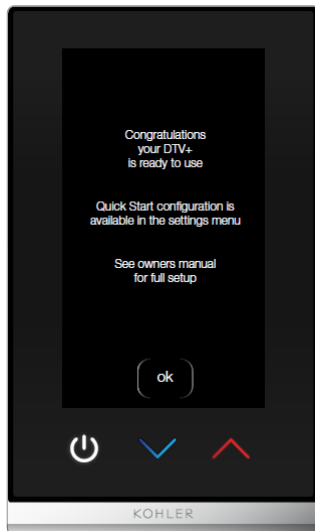 Congratulations
your DTV+
is ready to use
Quick Start configuration is
available in the settings menu
See owners manual
for full setup
ok
KOHLER